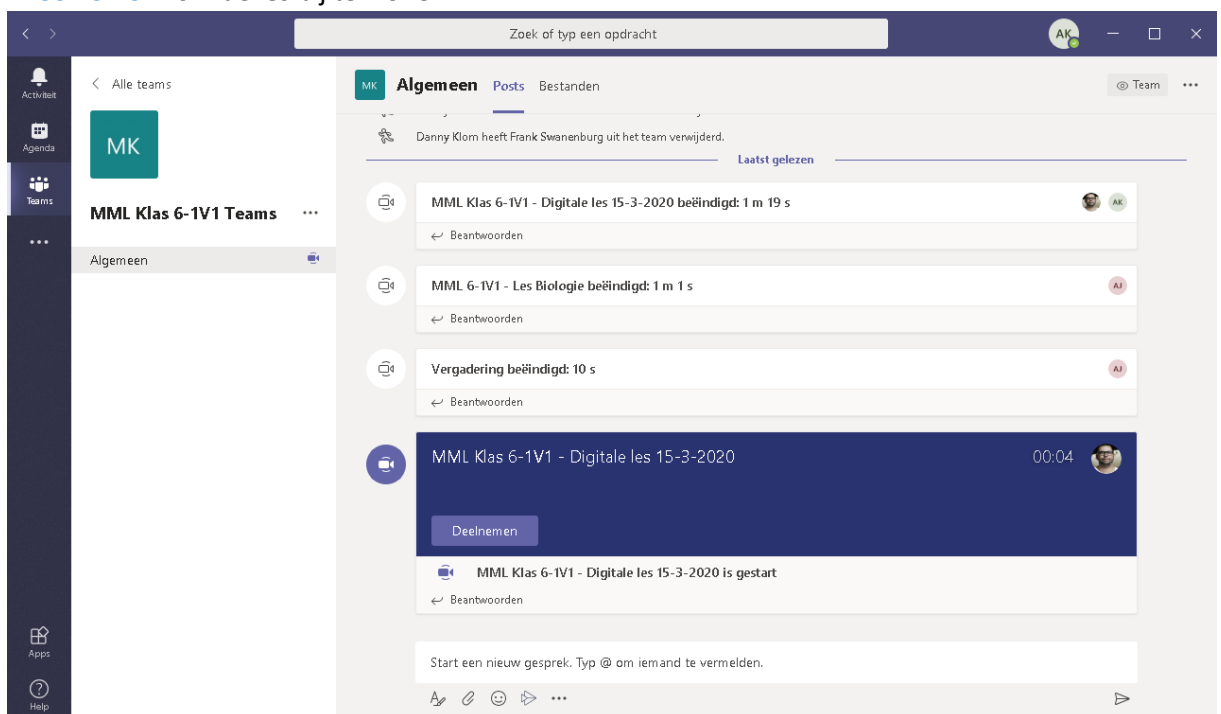 Zoek of typ een opdracht
AK
Activiteit
Agenda
Teams
Apps
Help
Alle teams
MK
MML Klas 6-1V1 Teams
Algemeen
MK Algemeen Posts Bestanden
Team
Danny Klom heeft Frank Swanenburg uit het team verwijderd.
Laatst gelezen
MML Klas 6-1V1 - Digitale les 15-3-2020 beëindigd: 1 m 19 s
AK
Beantwoorden
MML 6-1V1 - Les Biologie beëindigd: 1 m 1 s
AJ
Beantwoorden
Vergadering beëindigd: 10 s
AJ
Beantwoorden
MML Klas 6-1V1 - Digitale les 15-3-2020
00:04
Deelnemen
MML Klas 6-1V1 - Digitale les 15-3-2020 is gestart
Beantwoorden
Start een nieuw gesprek. Typ @ om iemand te vermelden.